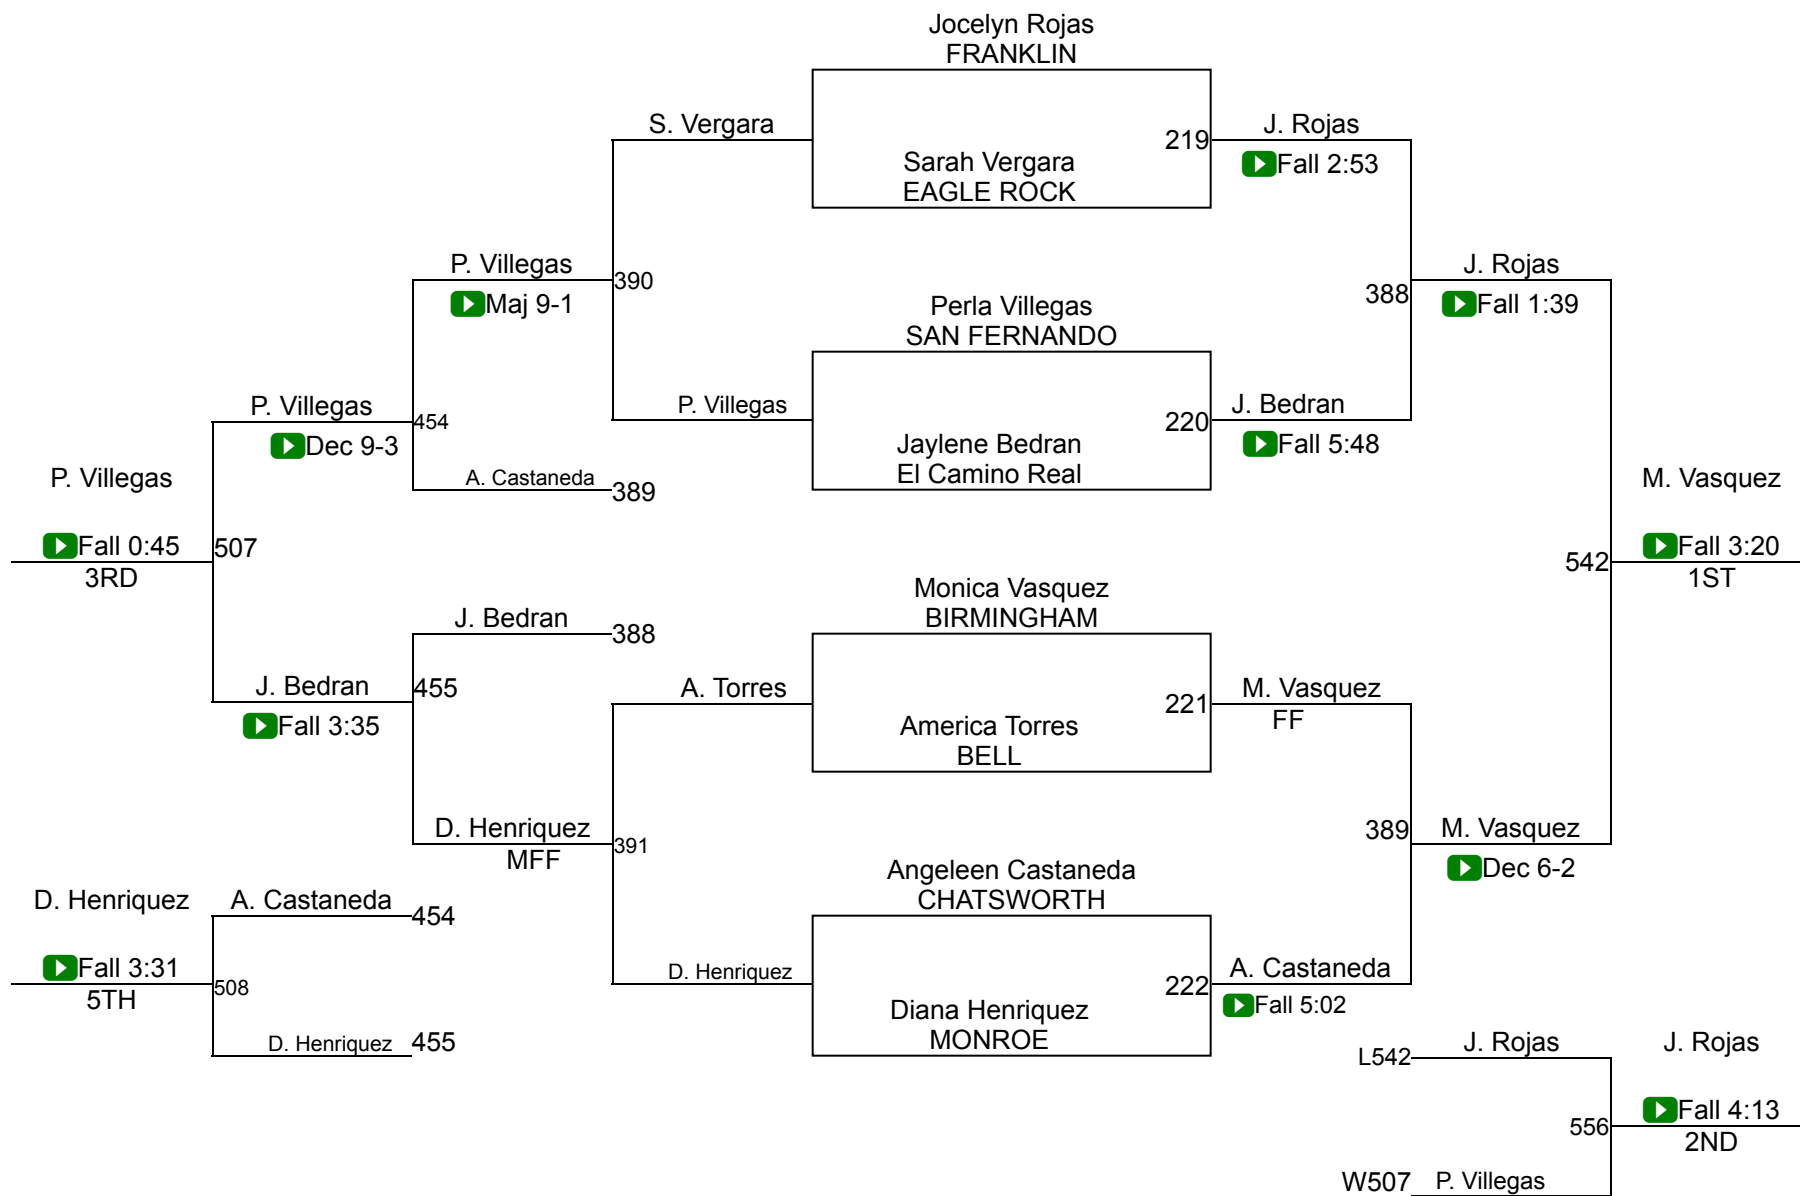 Jocelyn Rojas
FRANKLIN
S. Vergara
219
J. Rojas
Fall 2:53
Sarah Vergara
EAGLE ROCK
P. Villegas
Maj 9-1
390
Perla Villegas
SAN FERNANDO
388
J. Rojas
Fall 1:39
P. Villegas
Dec 9-3
454
P. Villegas
220
J. Bedran
Fall 5:48
Jaylene Bedran
El Camino Real
A. Castaneda
389
P. Villegas
Fall 0:45
3RD
507
M. Vasquez
Fall 3:20
1ST
542
Monica Vasquez
BIRMINGHAM
J. Bedran
388
J. Bedran
Fall 3:35
455
A. Torres
221
M. Vasquez
FF
America Torres
BELL
D. Henriquez
MFF
391
389
M. Vasquez
Dec 6-2
Angeleen Castaneda
CHATSWORTH
D. Henriquez
A. Castaneda
454
Fall 3:31
5TH
508
D. Henriquez
222
A. Castaneda
Fall 5:02
Diana Henriquez
MONROE
D. Henriquez
455
L542
J. Rojas
J. Rojas
556
Fall 4:13
2ND
W507
P. Villegas